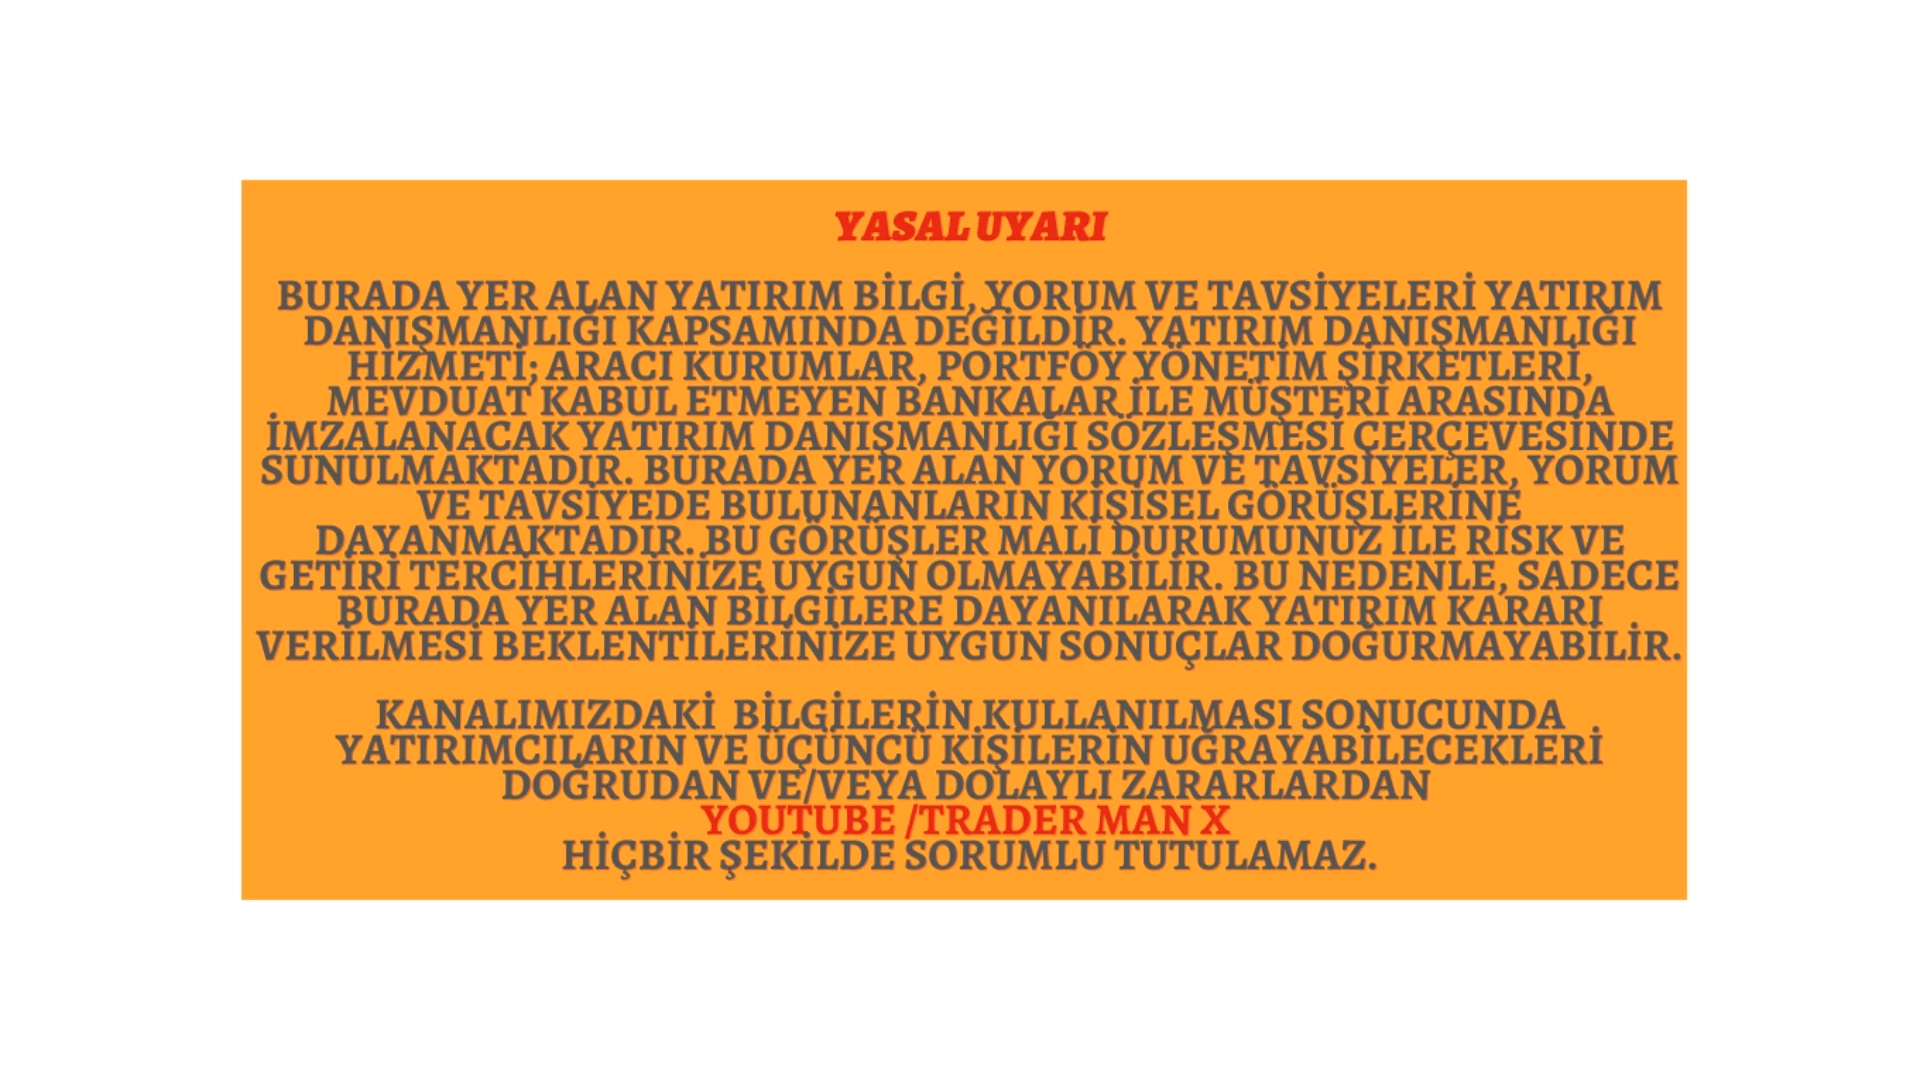 YASAL UYARI
BURADA YER ALAN YATIRIM BİLGİ, YORUM VE TAVSİYELERİ YATIRIM
DANIŞMANLIĞI KAPSAMINDA DEĞİLDİR. YATIRIM DANIŞMANLIĞI
HİZMETİ; ARACI KURUMLAR, PORTFÖY YÖNETİM ŞİRKETLERİ,
MEVDUAT KABUL ETMEYEN BANKALAR İLE MÜŞTERİ ARASINDA
İMZALANACAK YATIRIM DANIŞMANLIĞI SÖZLEŞMESİ ÇERÇEVESİNDE
SUNULMAKTADIR. BURADA YER ALAN YORUM VE TAVSİYELER, YORUM
VE TAVSİYEDE BULUNANLARIN KİŞİSEL GÖRÜŞLERİNE
DAYANMAKTADIR. BU GÖRÜŞLER MALİ DURUMUNUZ İLE RİSK VE
GETİRİ TERCİHLERİNİZE UYGUN OLMAYABİLİR. BU NEDENLE, SADECE
BURADA YER ALAN BİLGİLERE DAYANILARAK YATIRIM KARARI
VERİLMESİ BEKLENTİLERİNİZE UYGUN SONUÇLAR DOĞURMAYABİLİR.
KANALIMIZDAKİ BİLGİLERİN KULLANILMASI SONUCUNDA
YATIRIMCILARIN VE ÜÇÜNCÜ KİŞİLERİN UĞRAYABİLECEKLERİ
DOĞRUDAN VE/VEYA DOLAYLI ZARARLARDAN
YOUTUBE /TRADER MAN X
HİÇBİR ŞEKİLDE SORUMLU TUTULAMAZ.